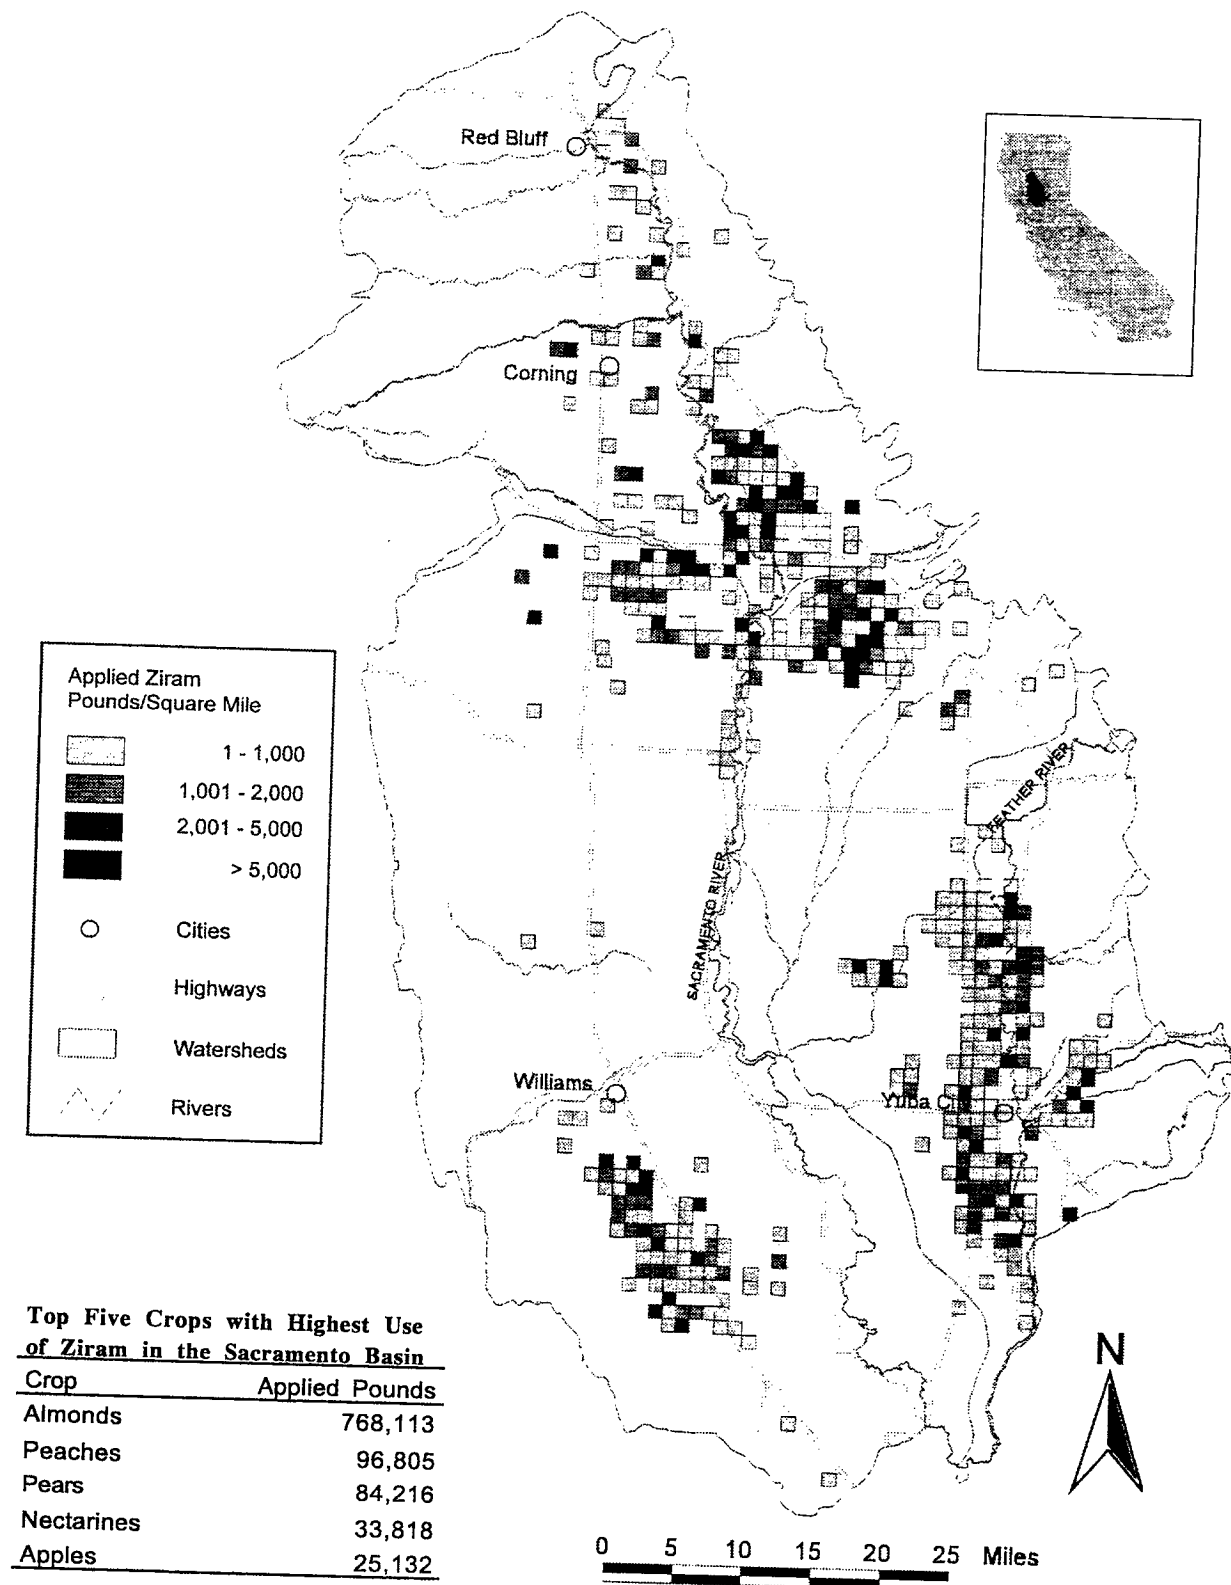 Red Bluff
Corning
Applied Ziram
Pounds/Square Mile
1 - 1,000
1,001 - 2,000
2,001 - 5,000
> 5,000
Cities
Highways
Watersheds
Rivers
FEATHER RIVER
SACRAMENTO RIVER
Williams
Yuba City
Top Five Crops with Highest Use
of Ziram in the Sacramento Basin
Crop Applied Pounds
Almonds 768,113
Peaches 96,805
Pears 84,216
Nectarines 33,818
Apples 25,132
N
0 5 10 15 20 25 Miles